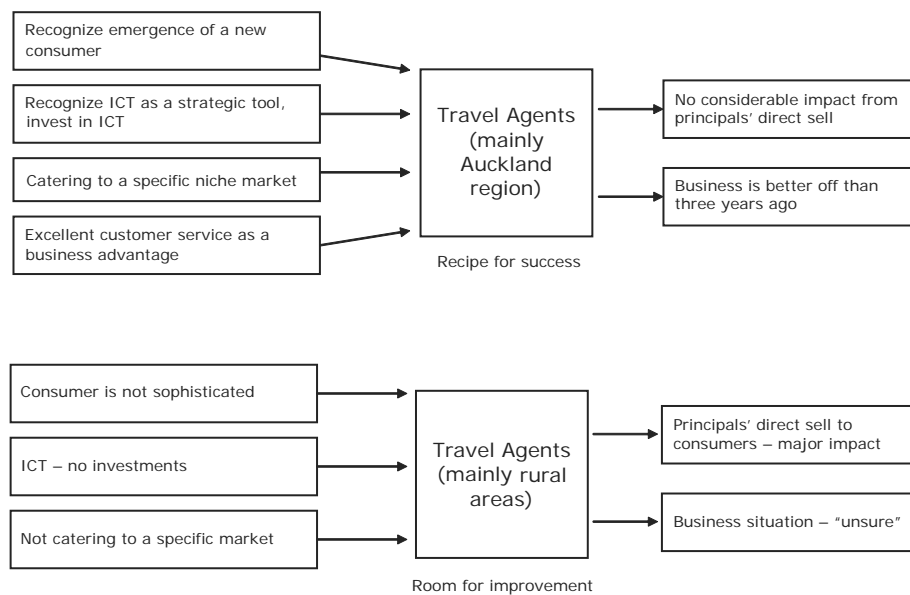 Recognize emergence of a new
consumer
Recognize ICT as a strategic tool,
invest in ICT
Catering to a specific niche market
Excellent customer service as a
business advantage
Travel Agents
(mainly
Auckland
region)
Recipe for success
No considerable impact from
principals’ direct sell
Business is better off than
three years ago
Consumer is not sophisticated
ICT – no investments
Not catering to a specific market
Travel Agents
(mainly rural
areas)
Room for improvement
Principals’ direct sell to
consumers – major impact
Business situation – “unsure”